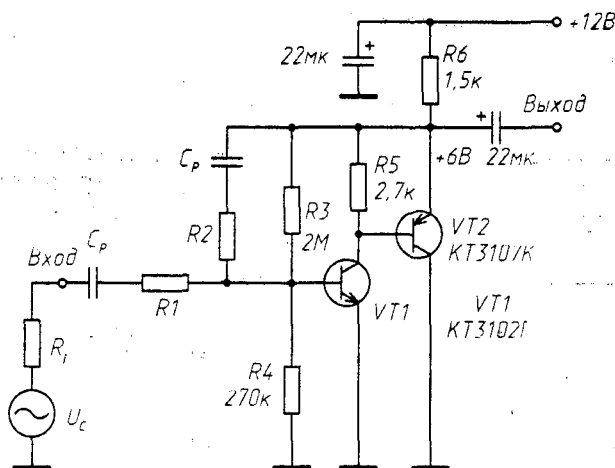 +12В
22мк
+
R6
1,5к
Выход
+
22мк
+6В
Cр
R5
2,7к
R3
2М
R2
VT2
КТ3107К
Вход
Cр
R1
VT1
VT1
КТ3102Г
Ri
R4
270к
Uc